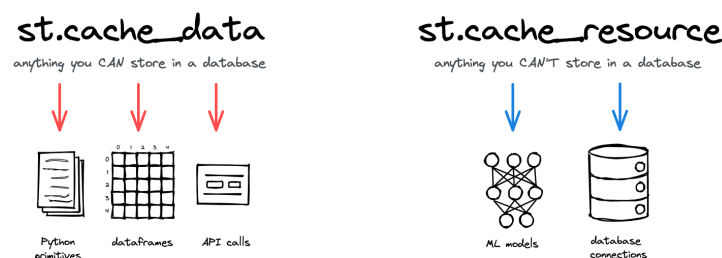 st.cache_data
anything you CAN store in a database
0 1 2 3 4
0
1
2
3
4
Python
primitives
dataframes
API calls
st.cache_resource
anything you CAN'T store in a database
ML models
database
connections